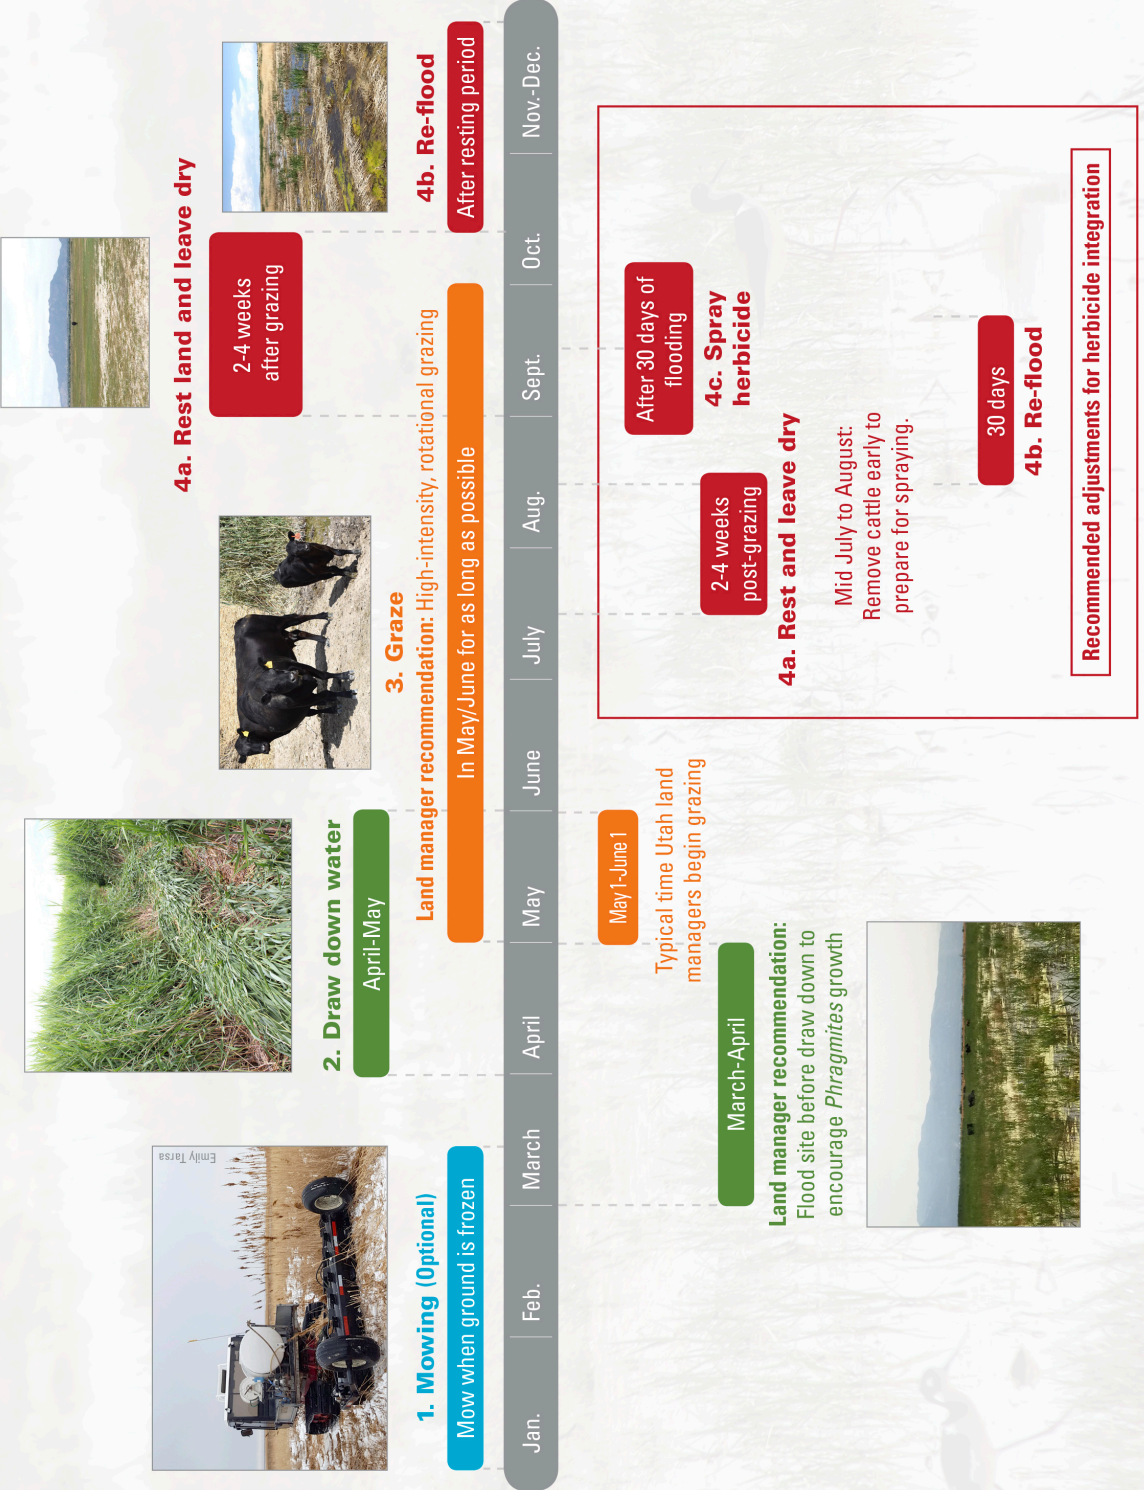 Emily Tarsa
1. Mowing (Optional)
Mow when ground is frozen
2. Draw down water
April-May
3. Graze
Land manager recommendation: High-intensity, rotational grazing
In May/June for as long as possible
4a. Rest land and leave dry
2-4 weeks
after grazing
4b. Re-flood
After resting period
Jan.
Feb.
March
April
May
June
July
Aug.
Sept.
Oct.
Nov.-Dec.
March-April
Land manager recommendation:
Flood site before draw down to
encourage Phragmites growth
May1-June 1
Typical time Utah land
managers begin grazing
2-4 weeks
post-grazing
4a. Rest and leave dry
Mid July to August:
Remove cattle early to
prepare for spraying.
After 30 days of
flooding
4c. Spray
herbicide
30 days
4b. Re-flood
Recommended adjustments for herbicide integration